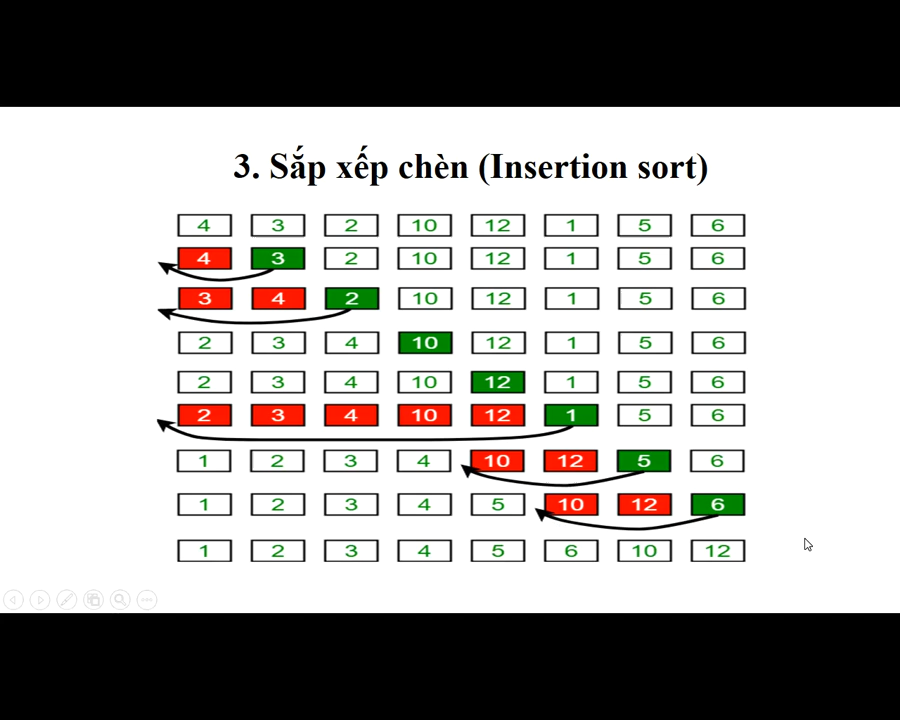 3. Sắp xếp chèn (Insertion sort)
4 3 2 10 12 1 5 6
4 3 2 10 12 1 5 6
3 4 2 10 12 1 5 6
2 3 4 10 12 1 5 6
2 3 4 10 12 1 5 6
2 3 4 10 12 1 5 6
1 2 3 4 10 12 5 6
1 2 3 4 5 10 12 6
1 2 3 4 5 6 10 12